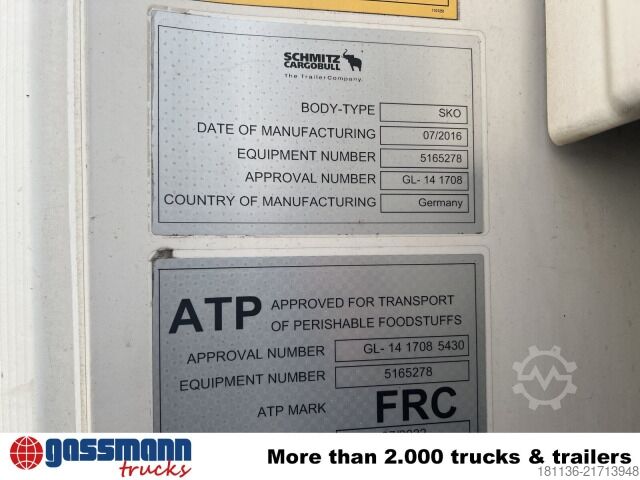 SCHMITZ
CARGOBULL
The Trailer Company.
BODY-TYPE SKO
DATE OF MANUFACTURING 07/2016
EQUIPMENT NUMBER 5165278
APPROVAL NUMBER GL- 14 1708
COUNTRY OF MANUFACTURING Germany
ATP APPROVED FOR TRANSPORT
OF PERISHABLE FOODSTUFFS
APPROVAL NUMBER GL- 14 1708 5430
EQUIPMENT NUMBER 5165278
ATP MARK FRC
gassmann
trucks
More than 2.000 trucks & trailers
181136-21713948